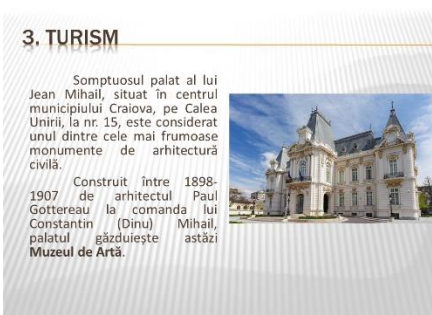 3. TURISM
Somptuosul palat al lui
Jean Mihail, situat în centrul
municipiului Craiova, pe Calea
Unirii, la nr. 15, este considerat
unul dintre cele mai frumoase
monumente de arhitectură
civilă.
Construit între 1898-
1907 de arhitectul Paul
Gottereau la comanda lui
Constantin (Dinu) Mihail,
palatul găzduiește astăzi
Muzeul de Artă.